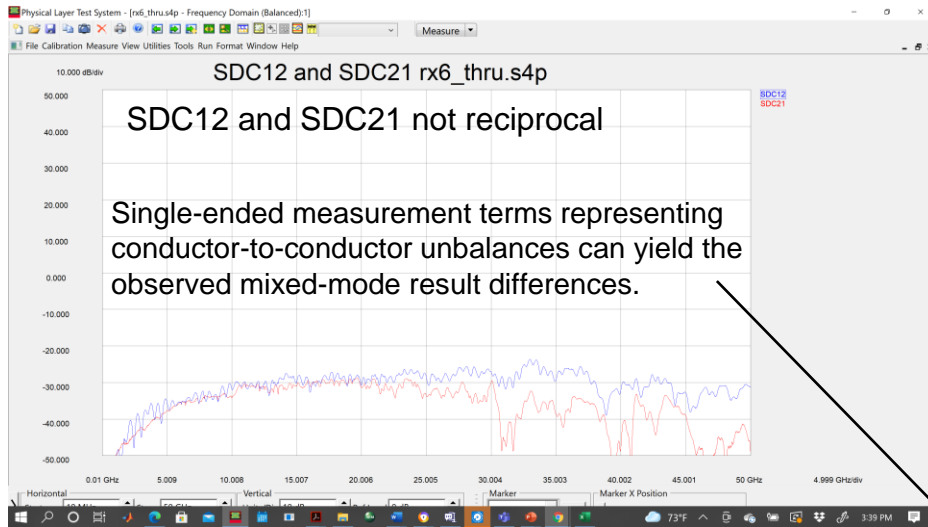 Physical Layer Test System - [rx6_thru.s4p - Frequency Domain (Balanced):1]
Measure
File Calibration Measure View Utilities Tools Run Format Window Help
10.000 dB/div
SDC12 and SDC21 rx6_thru.s4p
50.000
SDC12
SDC21
SDC12 and SDC21 not reciprocal
40.000
30.000
20.000
Single-ended measurement terms representing
conductor-to-conductor unbalances can yield the
10.000
observed mixed-mode result differences.
0.000
-10.000
-20.000
-30.000
-40.000
-50.000
0.01 GHz 5.009 10.008 15.007 20.006 25.005 30.004 35.003 40.002 45.001 50 GHz 4.999 GHz/div
Horizontal Vertical Marker Marker X Position
73°F 3:39 PM